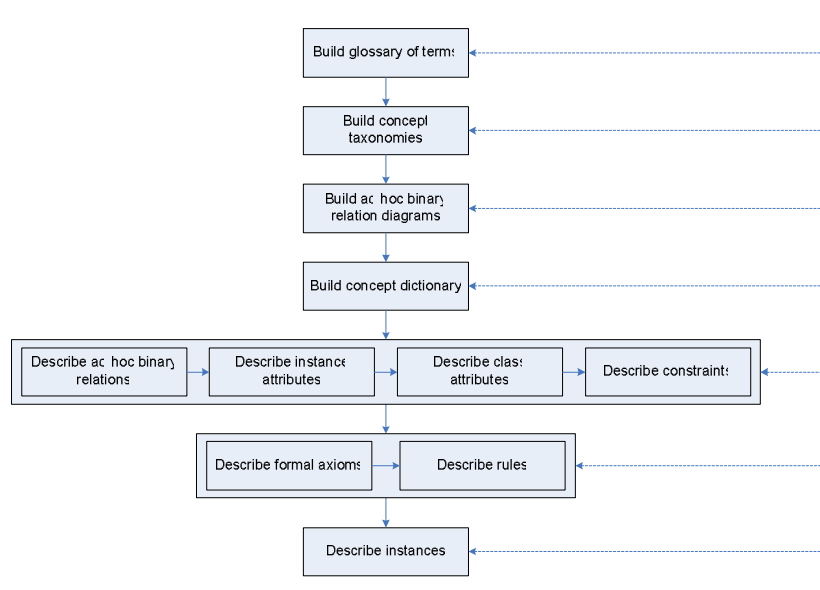 Build glossary of terms
Build concept
taxonomies
Build ad hoc binary
relation diagrams
Build concept dictionary
Describe ad hoc binary
relations
Describe instance
attributes
Describe class
attributes
Describe constraints
Describe formal axioms
Describe rules
Describe instances